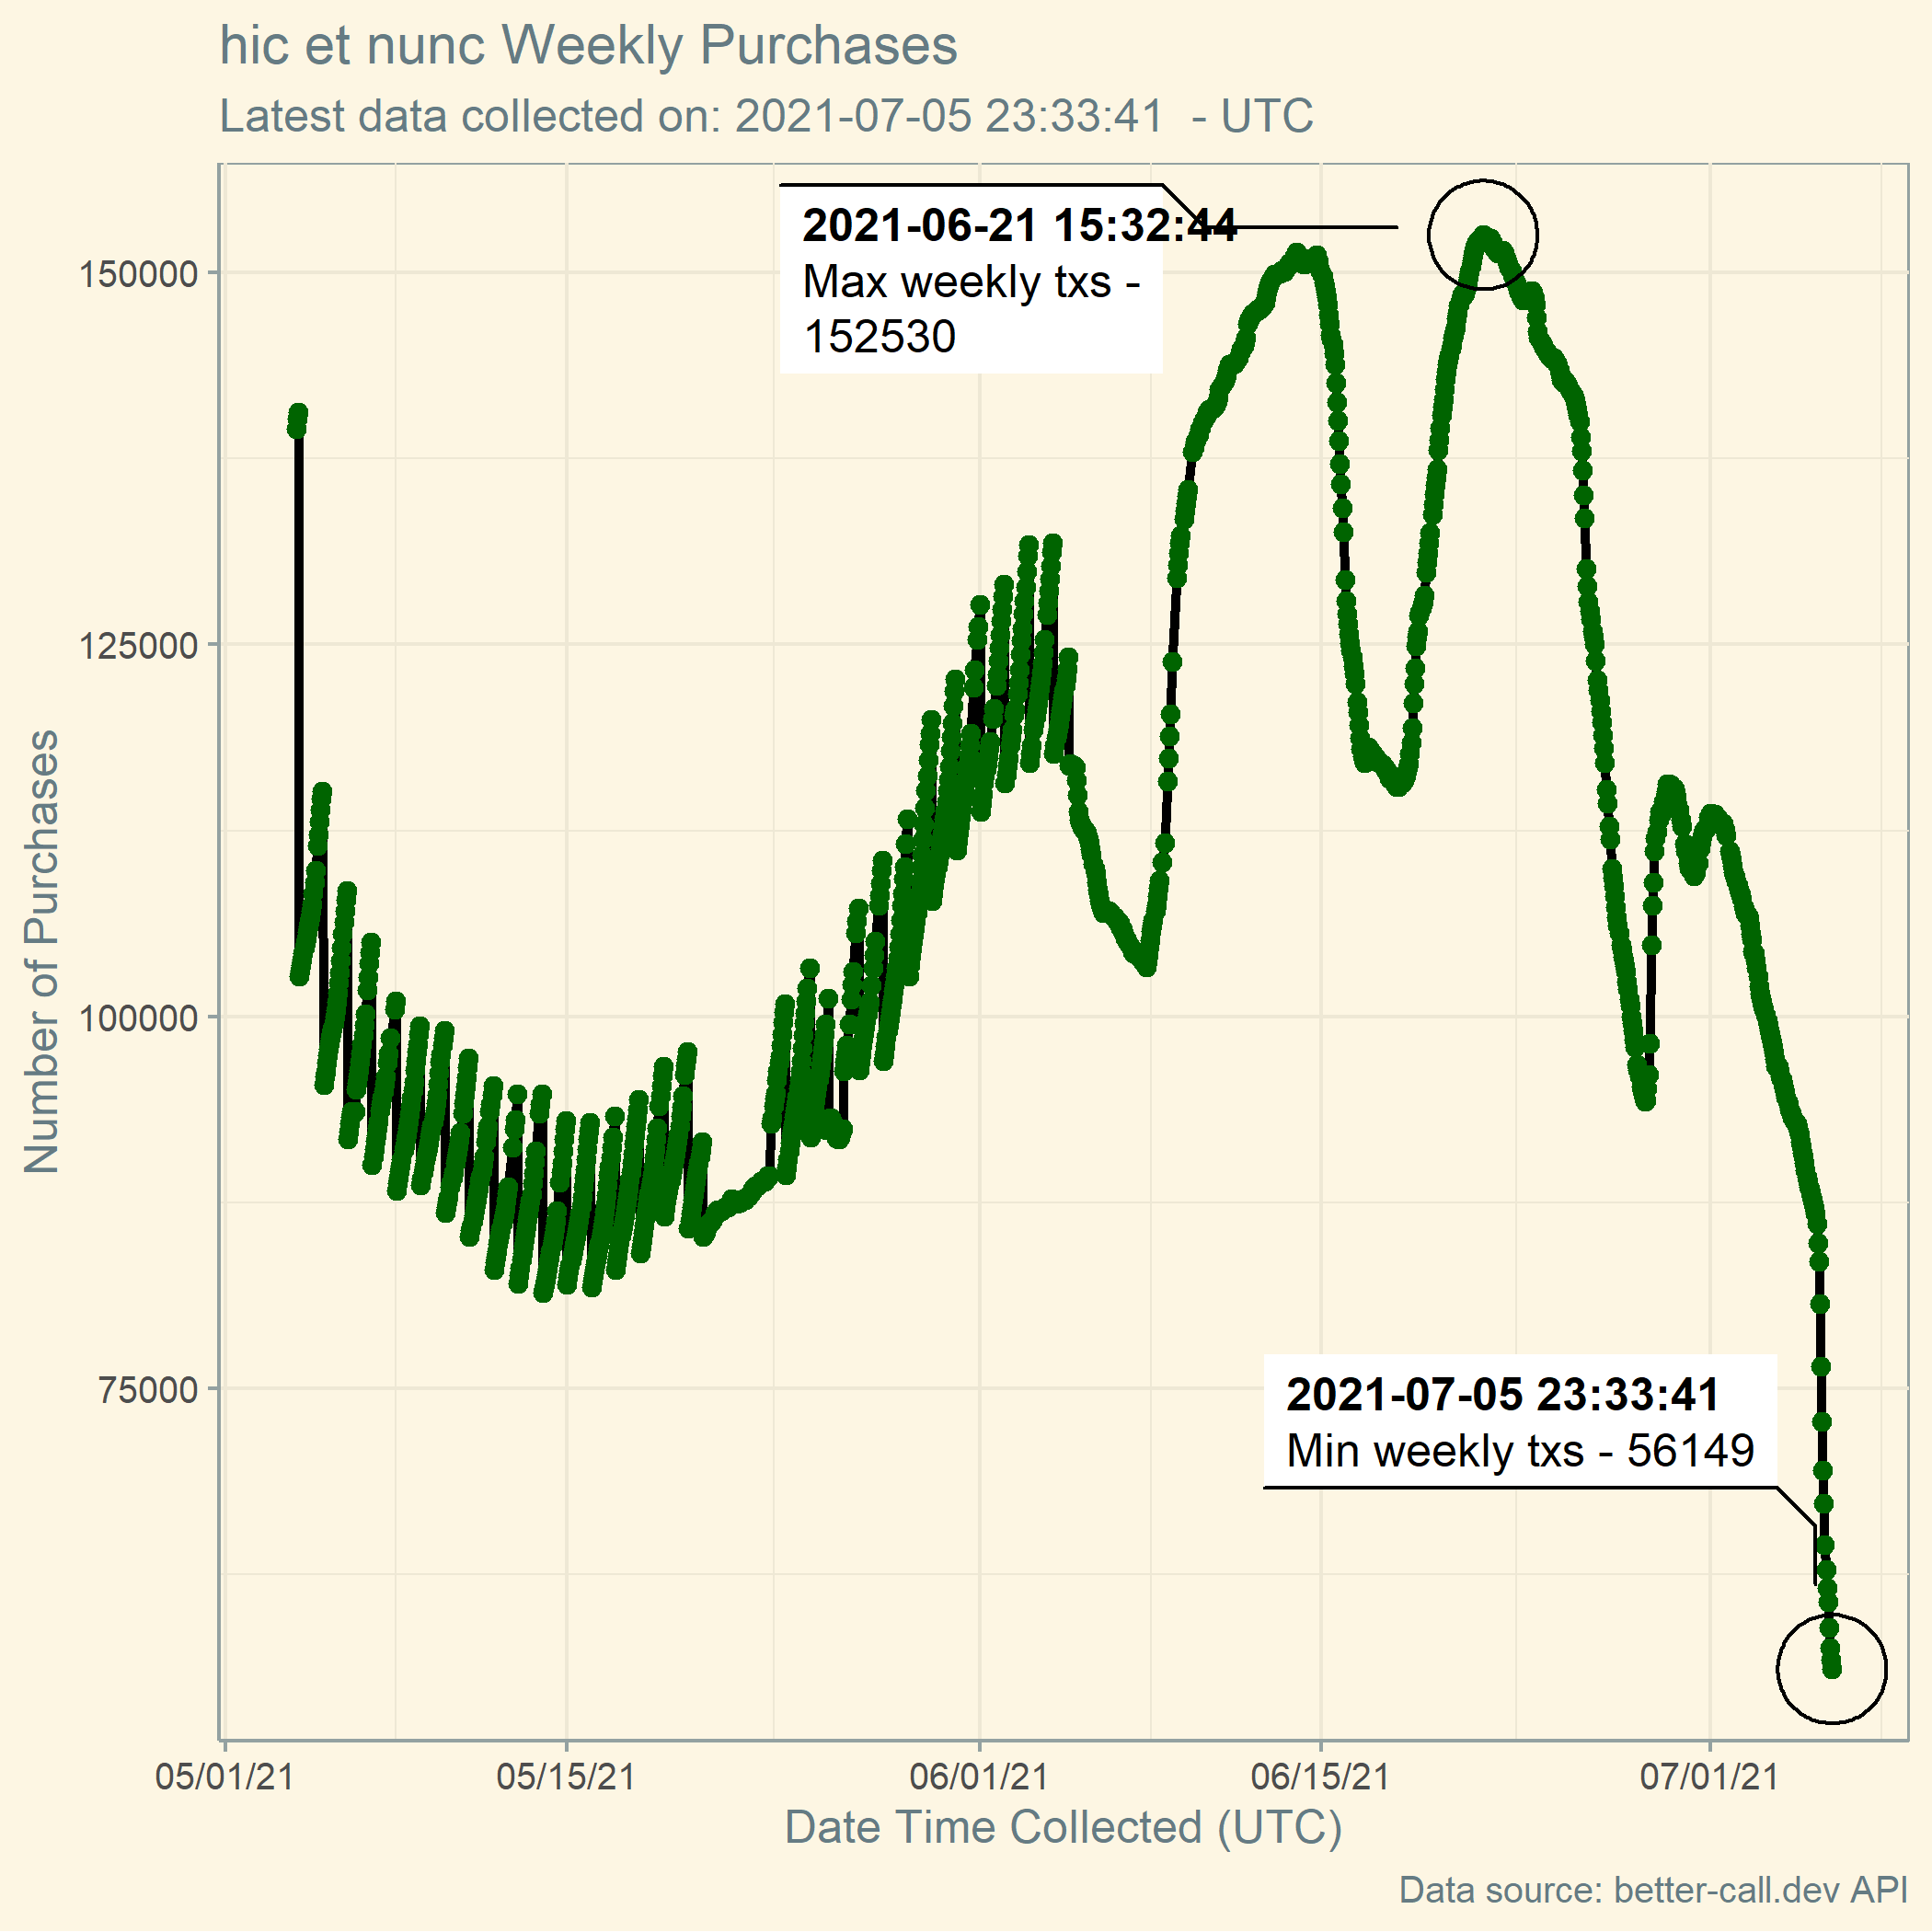 hic et nunc Weekly Purchases
Latest data collected on: 2021-07-05 23:33:41  - UTC
2021-06-21 15:32:44
Max weekly txs -
152530
150000
125000
100000
75000
Number of Purchases
2021-07-05 23:33:41
Min weekly txs - 56149
05/01/21
05/15/21
06/01/21
06/15/21
07/01/21
Date Time Collected (UTC)
Data source: better-call.dev API